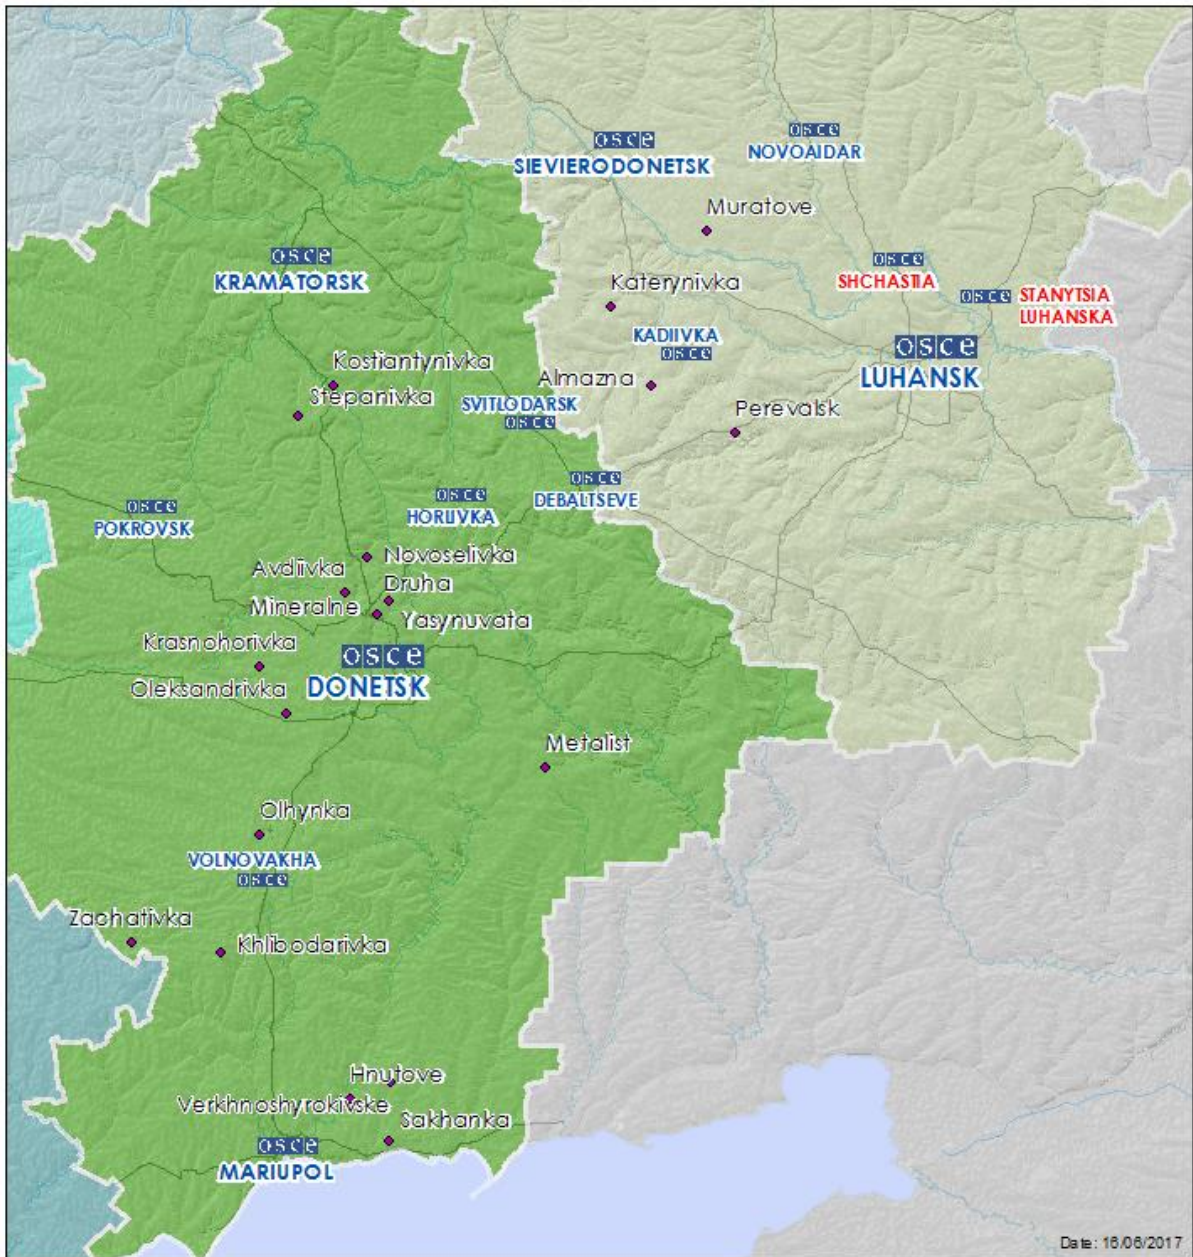 osce
SIEVIERODONETSK
osce
NOVOAIDAR
Muratove
osce
KRAMATORSK
osce
SHCHASTIA
osce
STANYTSIA
LUHANSKA
Katerynivka
KADIIVKA
osce
osce
LUHANSK
Kostiantynivka
Stepanivka
Almazna
SVITLODARSK
osce
Perevalsk
osce
POKROVSK
osce
HORLIVKA
osce
DEBALTSEVE
Novoselivka
Druha
Avdiivka
Mineralne
Yasynuvata
Krasnohorivka
osce
DONETSK
Oleksandrivka
Metalist
Olhynka
VOLNOVAKHA
osce
Zachativka
Khlibodarivka
Hnutove
Verkhnoshyrokivske
Sakhanka
osce
MARIUPOL
Date: 16/06/2017